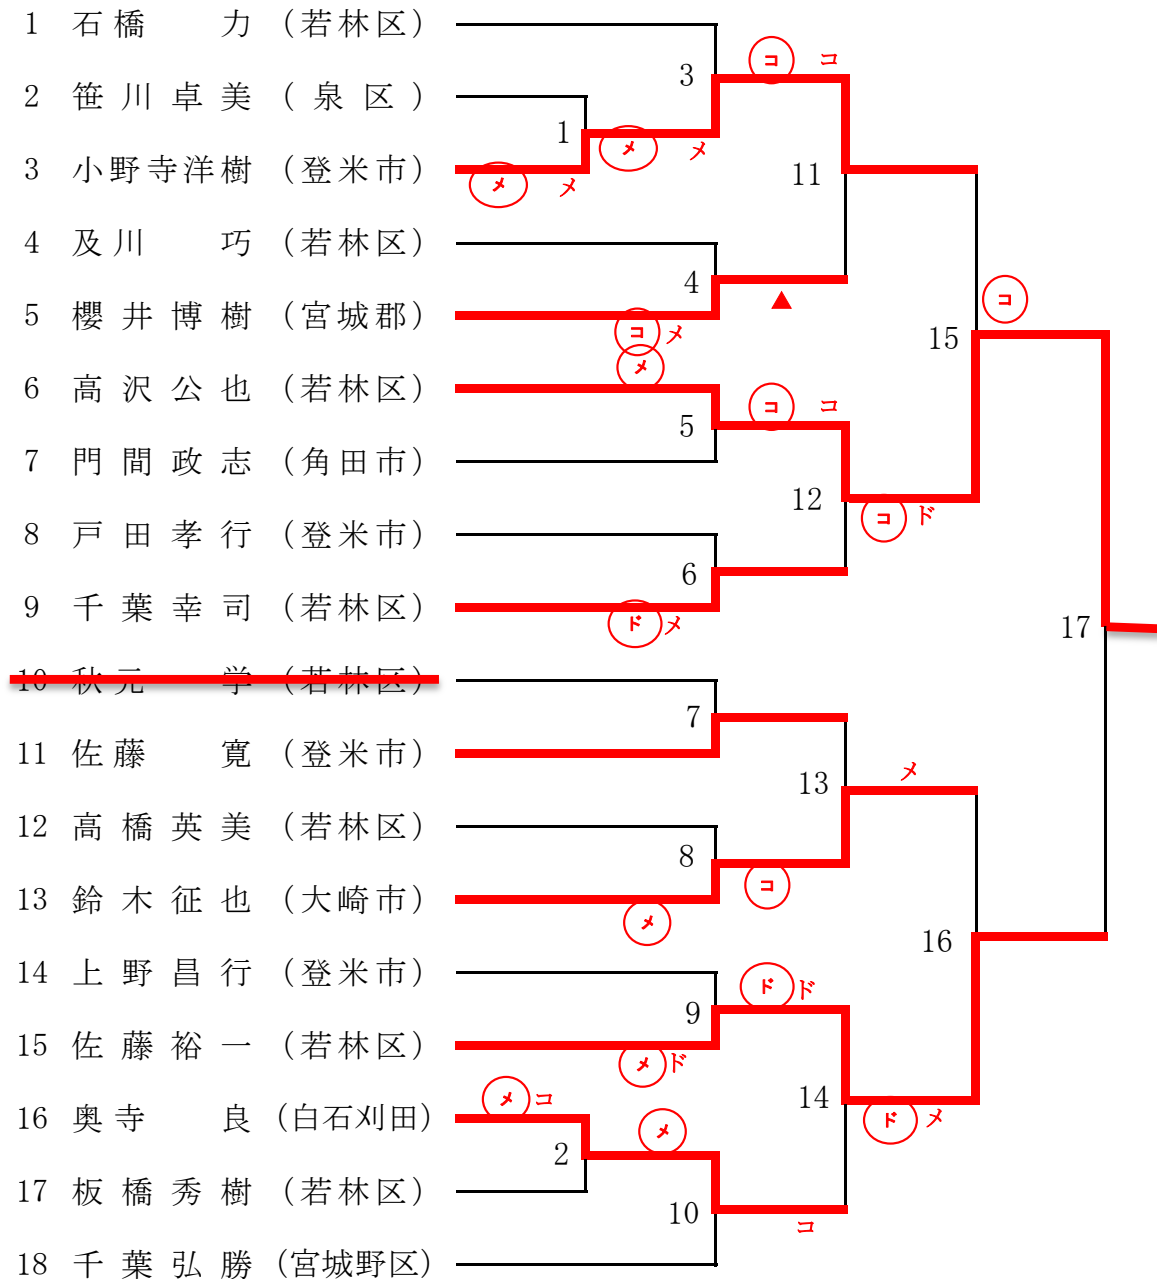 1 石橋 力 (若林区)
2 笹川卓美 (泉区)
3 小野寺洋樹 (登米市)
4 及川 巧 (若林区)
5 櫻井博樹 (宮城郡)
6 高沢公也 (若林区)
7 門間政志 (角田市)
8 戸田孝行 (登米市)
9 千葉幸司 (若林区)
10 秋元 学 (若林区)
11 佐藤 寛 (登米市)
12 高橋英美 (若林区)
13 鈴木征也 (大崎市)
14 上野昌行 (登米市)
15 佐藤裕一 (若林区)
16 奥寺 良 (白石刈田)
17 板橋秀樹 (若林区)
18 千葉弘勝 (宮城野区)
メ メ
メ コ
1
2
メ メ
コ メ
メ
ド メ
メ
メ ド
メ
3
4
5
6
7
8
9
10
コ コ
▲
コ コ
コ
ド ド
コ
11
12
13
14
コ ド
メ
ド メ
15
16
コ
17